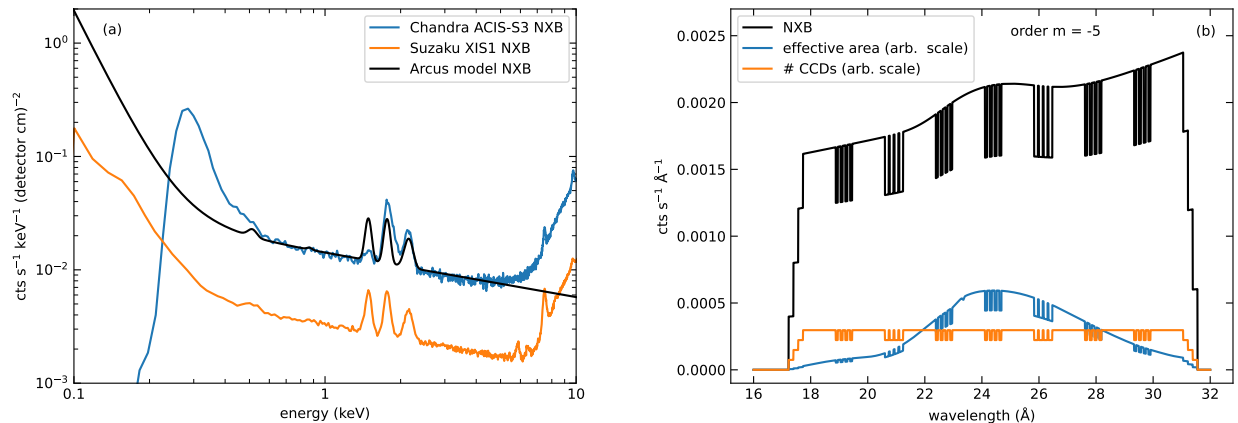 (a)
Chandra ACIS-S3 NXB
Suzaku XIS1 NXB
Arcus model NXB
10⁰
10⁻¹
10⁻²
10⁻³
cts s⁻¹ keV⁻¹ (detector cm)⁻²
0.1
1
10
energy (keV)
NXB
effective area (arb. scale)
# CCDs (arb. scale)
order m = -5
(b)
0.0025
0.0020
0.0015
0.0010
0.0005
0.0000
cts s⁻¹ Å⁻¹
16 18 20 22 24 26 28 30 32
wavelength (Å)